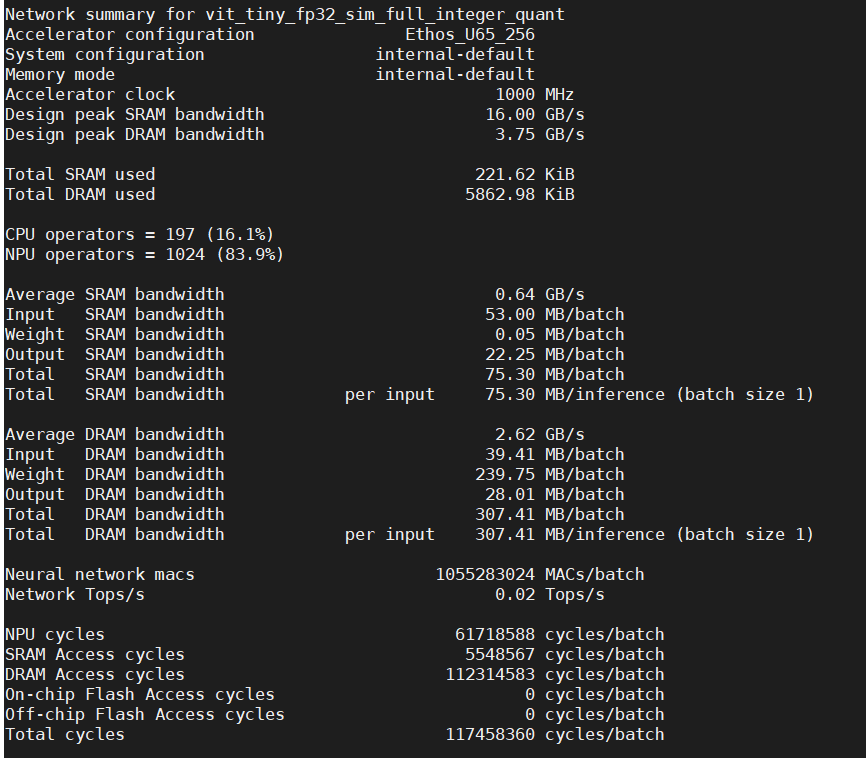 Network summary for vit_tiny_fp32_sim_full_integer_quant
Accelerator configuration Ethos_U65_256
System configuration internal-default
Memory mode internal-default
Accelerator clock 1000 MHz
Design peak SRAM bandwidth 16.00 GB/s
Design peak DRAM bandwidth 3.75 GB/s

Total SRAM used 221.62 KiB
Total DRAM used 5862.98 KiB

CPU operators = 197 (16.1%)
NPU operators = 1024 (83.9%)

Average SRAM bandwidth 0.64 GB/s
Input SRAM bandwidth 53.00 MB/batch
Weight SRAM bandwidth 0.05 MB/batch
Output SRAM bandwidth 22.25 MB/batch
Total SRAM bandwidth 75.30 MB/batch
Total SRAM bandwidth per input 75.30 MB/inference (batch size 1)

Average DRAM bandwidth 2.62 GB/s
Input DRAM bandwidth 39.41 MB/batch
Weight DRAM bandwidth 239.75 MB/batch
Output DRAM bandwidth 28.01 MB/batch
Total DRAM bandwidth 307.41 MB/batch
Total DRAM bandwidth per input 307.41 MB/inference (batch size 1)

Neural network macs 1055283024 MACs/batch
Network Tops/s 0.02 Tops/s

NPU cycles 61718588 cycles/batch
SRAM Access cycles 5548567 cycles/batch
DRAM Access cycles 112314583 cycles/batch
On-chip Flash Access cycles 0 cycles/batch
Off-chip Flash Access cycles 0 cycles/batch
Total cycles 117458360 cycles/batch